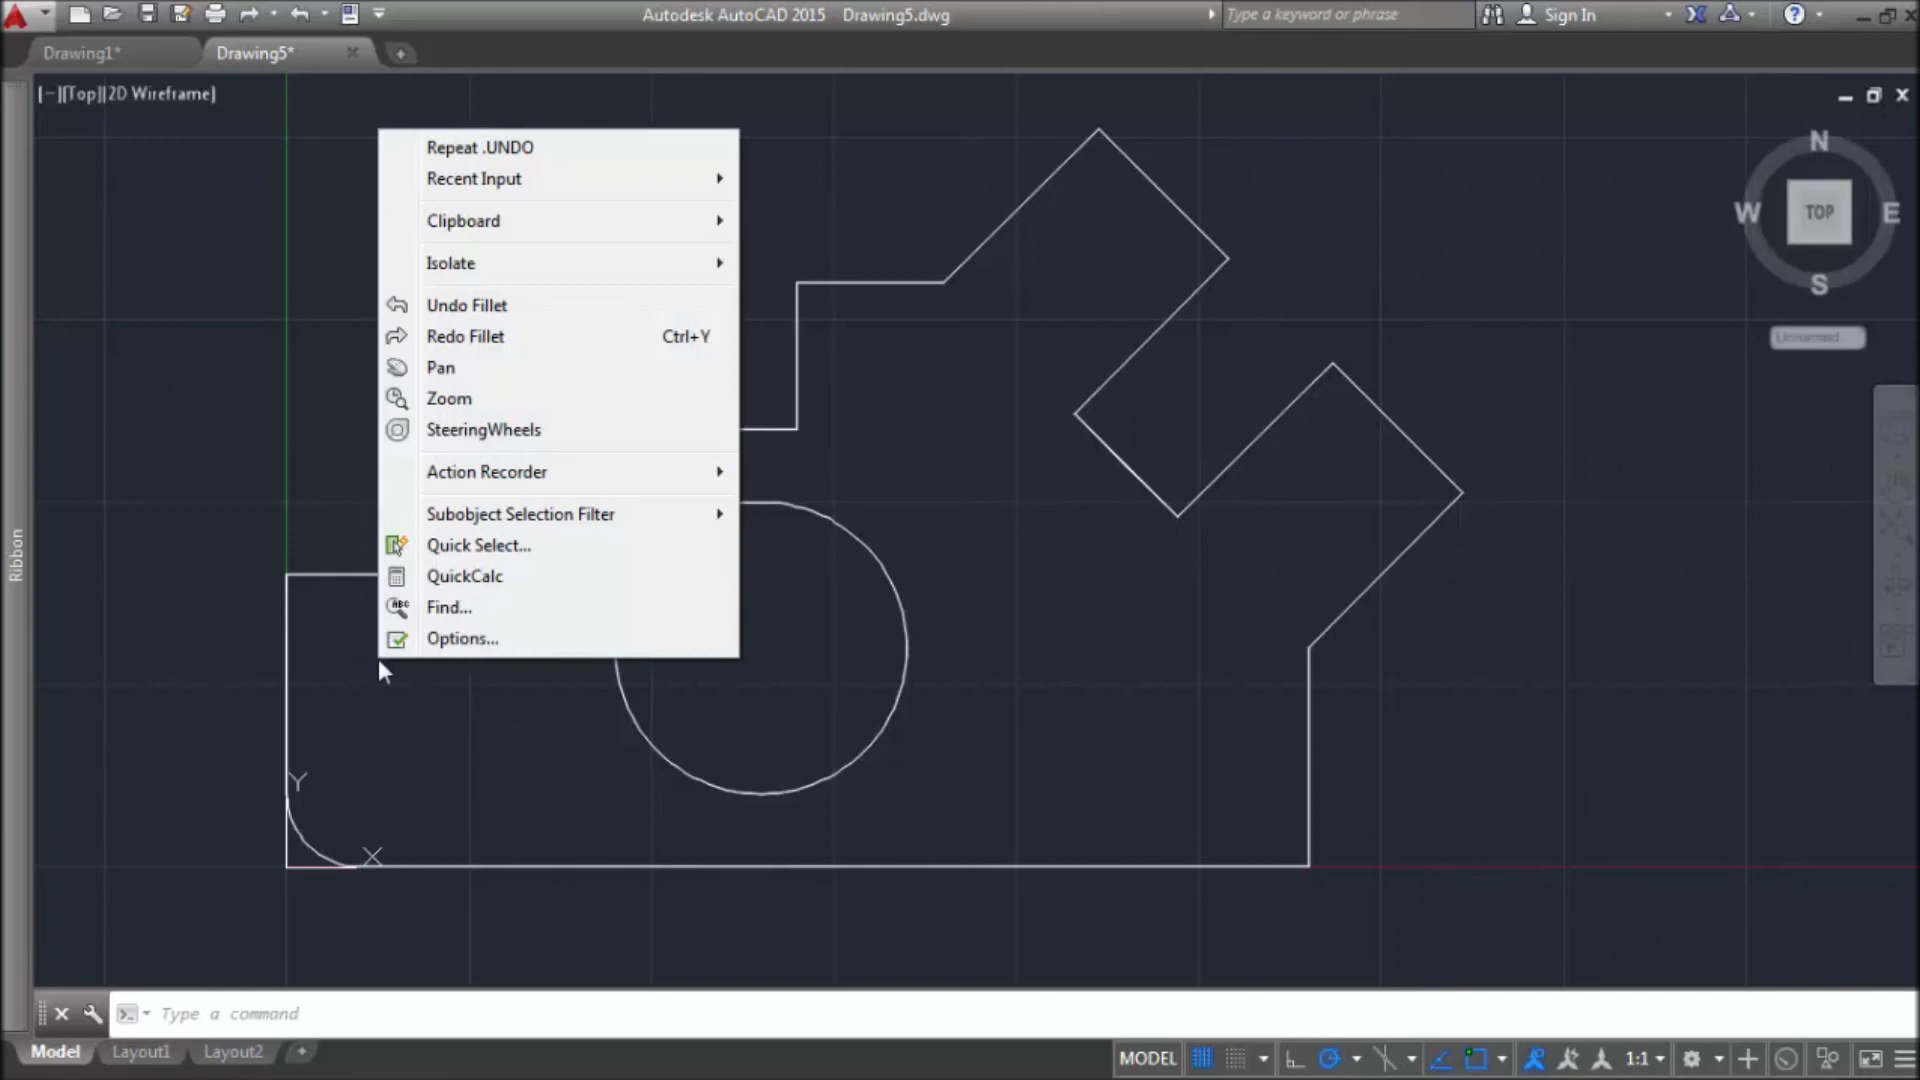 Autodesk AutoCAD 2015 Drawing5.dwg
Type a keyword or phrase
Sign In
Drawing1*
Drawing5*
[−][Top][2D Wireframe]
Repeat .UNDO
Recent Input
Clipboard
Isolate
Undo Fillet
Redo Fillet Ctrl+Y
Pan
Zoom
SteeringWheels
Action Recorder
Subobject Selection Filter
Quick Select...
QuickCalc
Find...
Options...
N
W TOP E
S
Unnamed
Ribbon
Y
X
Type a command
Model Layout1 Layout2
MODEL 1:1